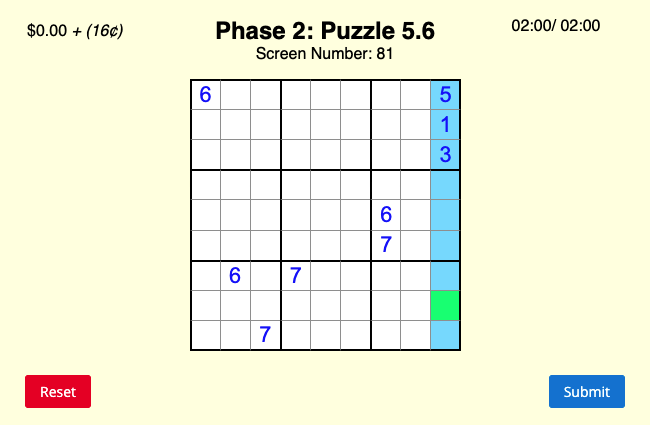 $0.00 + (16¢)
Phase 2: Puzzle 5.6
Screen Number: 81
02:00/ 02:00
6 5
1
3
6
7
6 7
7
Reset
Submit